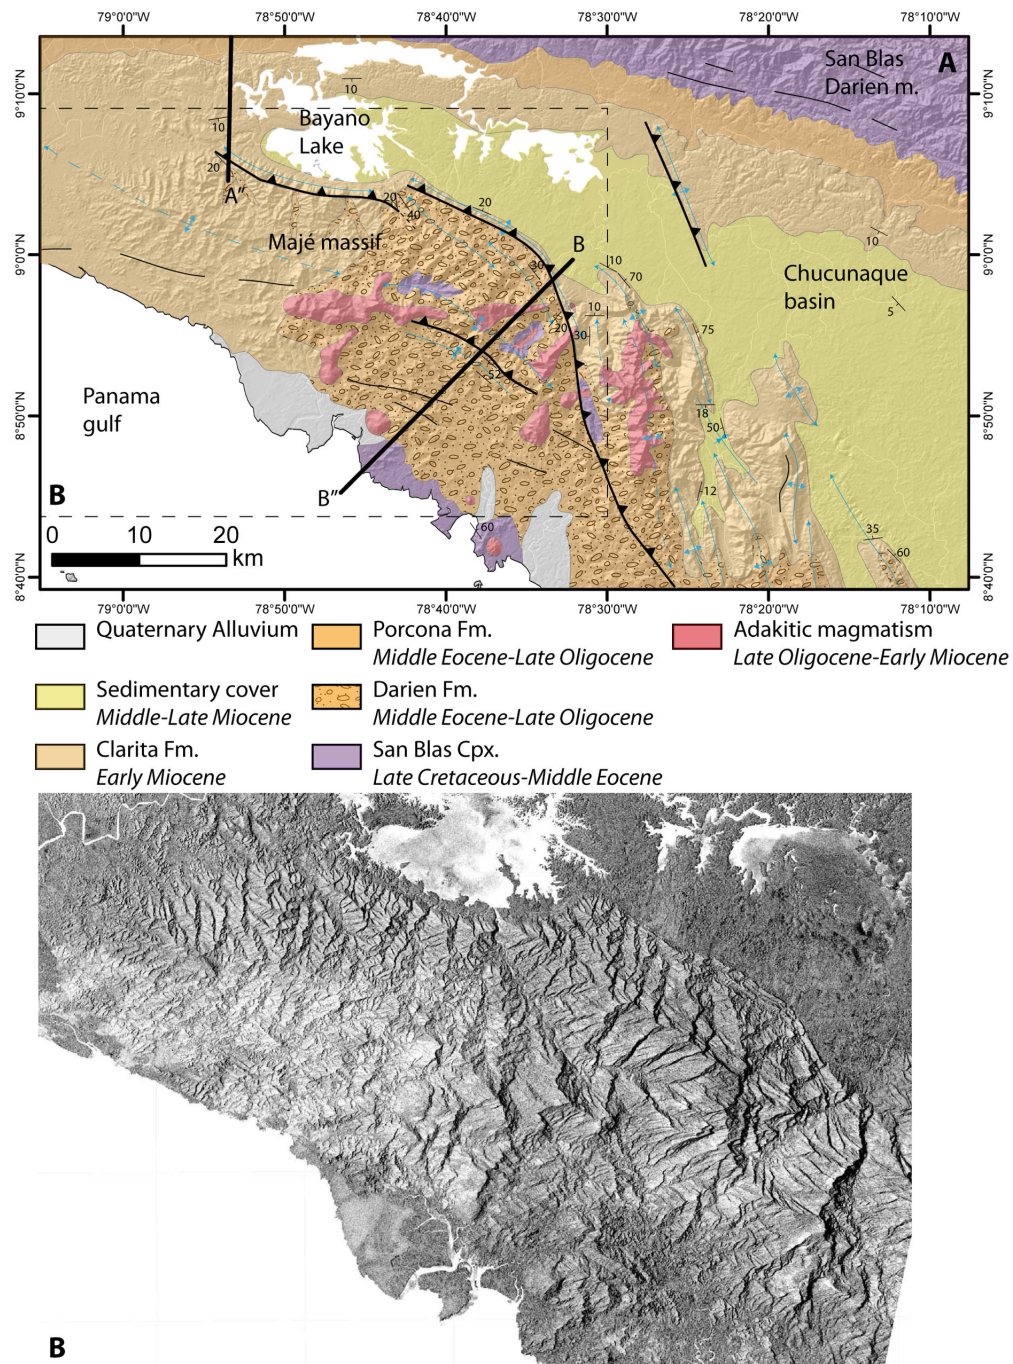 79°0'0"W 78°50'0"W 78°40'0"W 78°30'0"W 78°20'0"W 78°10'0"W
9°10'0"N
9°0'0"N
8°50'0"N
8°40'0"N
9°10'0"N
9°0'0"N
8°50'0"N
8°40'0"N
A
San Blas
Darien m.
10
Bayano
Lake
10
20
A"
20
40
20
Majé massif
B
30
10
70
10
Chucunaque
basin
5
10
20
30
75
52
Panama
gulf
18
50
12
B"
B
60
35
60
0 10 20
km
79°0'0"W 78°50'0"W 78°40'0"W 78°30'0"W 78°20'0"W 78°10'0"W
Quaternary Alluvium
Porcona Fm.
Middle Eocene-Late Oligocene
Adakitic magmatism
Late Oligocene-Early Miocene
Sedimentary cover
Middle-Late Miocene
Darien Fm.
Middle Eocene-Late Oligocene
Clarita Fm.
Early Miocene
San Blas Cpx.
Late Cretaceous-Middle Eocene
B